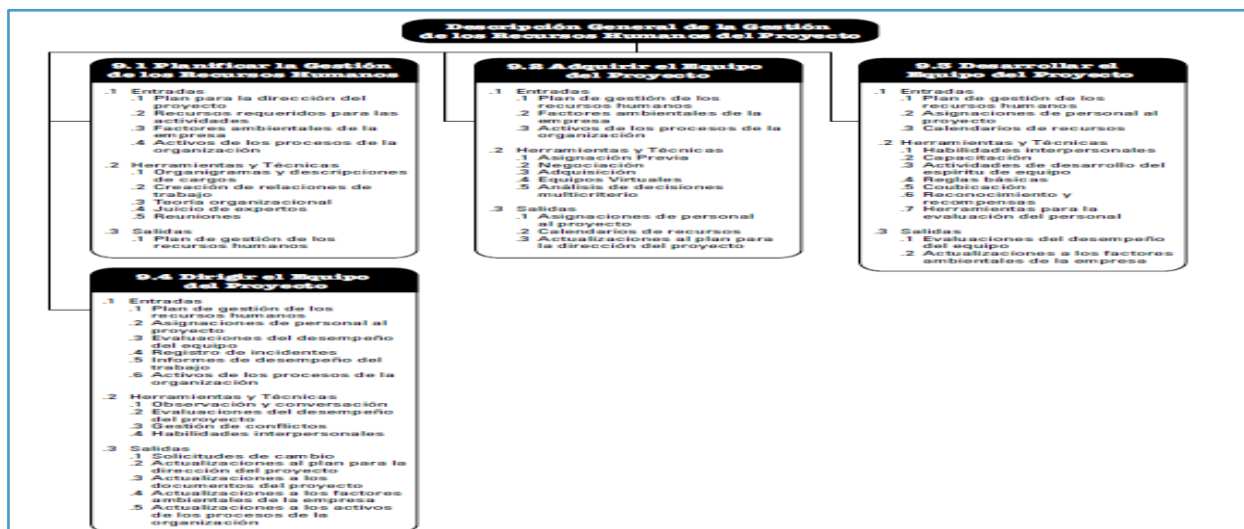 Descripción General de la Gestión
de los Recursos Humanos del Proyecto
9.1 Planificar la Gestión
de los Recursos Humanos
.1 Entradas
.1 Plan para la dirección del
proyecto
.2 Recursos requeridos para las
actividades
.3 Factores ambientales de la
empresa
.4 Activos de los procesos de la
organización
.2 Herramientas y Técnicas
.1 Organigramas y descripciones
de cargos
.2 Creación de relaciones de
trabajo
.3 Teoría organizacional
.4 Juicio de expertos
.5 Reuniones
.3 Salidas
.1 Plan de gestión de los
recursos humanos
9.2 Adquirir el Equipo
del Proyecto
.1 Entradas
.1 Plan de gestión de los
recursos humanos
.2 Factores ambientales de la
empresa
.3 Activos de los procesos de la
organización
.2 Herramientas y Técnicas
.1 Asignación Previa
.2 Negociación
.3 Adquisición
.4 Equipos Virtuales
.5 Análisis de decisiones
multicriterio
.3 Salidas
.1 Asignaciones de personal
al proyecto
.2 Calendarios de recursos
.3 Actualizaciones al plan para
la dirección del proyecto
9.3 Desarrollar el
Equipo del Proyecto
.1 Entradas
.1 Plan de gestión de los
recursos humanos
.2 Asignaciones de personal al
proyecto
.3 Calendarios de recursos
.2 Herramientas y Técnicas
.1 Habilidades interpersonales
.2 Capacitación
.3 Actividades de desarrollo del
espíritu de equipo
.4 Reglas básicas
.5 Coubicación
.6 Reconocimiento y
recompensas
.7 Herramientas para la
evaluación del personal
.3 Salidas
.1 Evaluaciones del desempeño
del equipo
.2 Actualizaciones a los factores
ambientales de la empresa
9.4 Dirigir el Equipo
del Proyecto
.1 Entradas
.1 Plan de gestión de los
recursos humanos
.2 Asignaciones de personal al
proyecto
.3 Evaluaciones del desempeño
del equipo
.4 Registro de incidentes
.5 Informes de desempeño del
trabajo
.6 Activos de los procesos de la
organización
.2 Herramientas y Técnicas
.1 Observación y conversación
.2 Evaluaciones del desempeño
del proyecto
.3 Gestión de conflictos
.4 Habilidades interpersonales
.3 Salidas
.1 Solicitudes de cambio
.2 Actualizaciones al plan para la
dirección del proyecto
.3 Actualizaciones a los
documentos del proyecto
.4 Actualizaciones a los factores
ambientales de la empresa
.5 Actualizaciones a los activos
de los procesos de la
organización